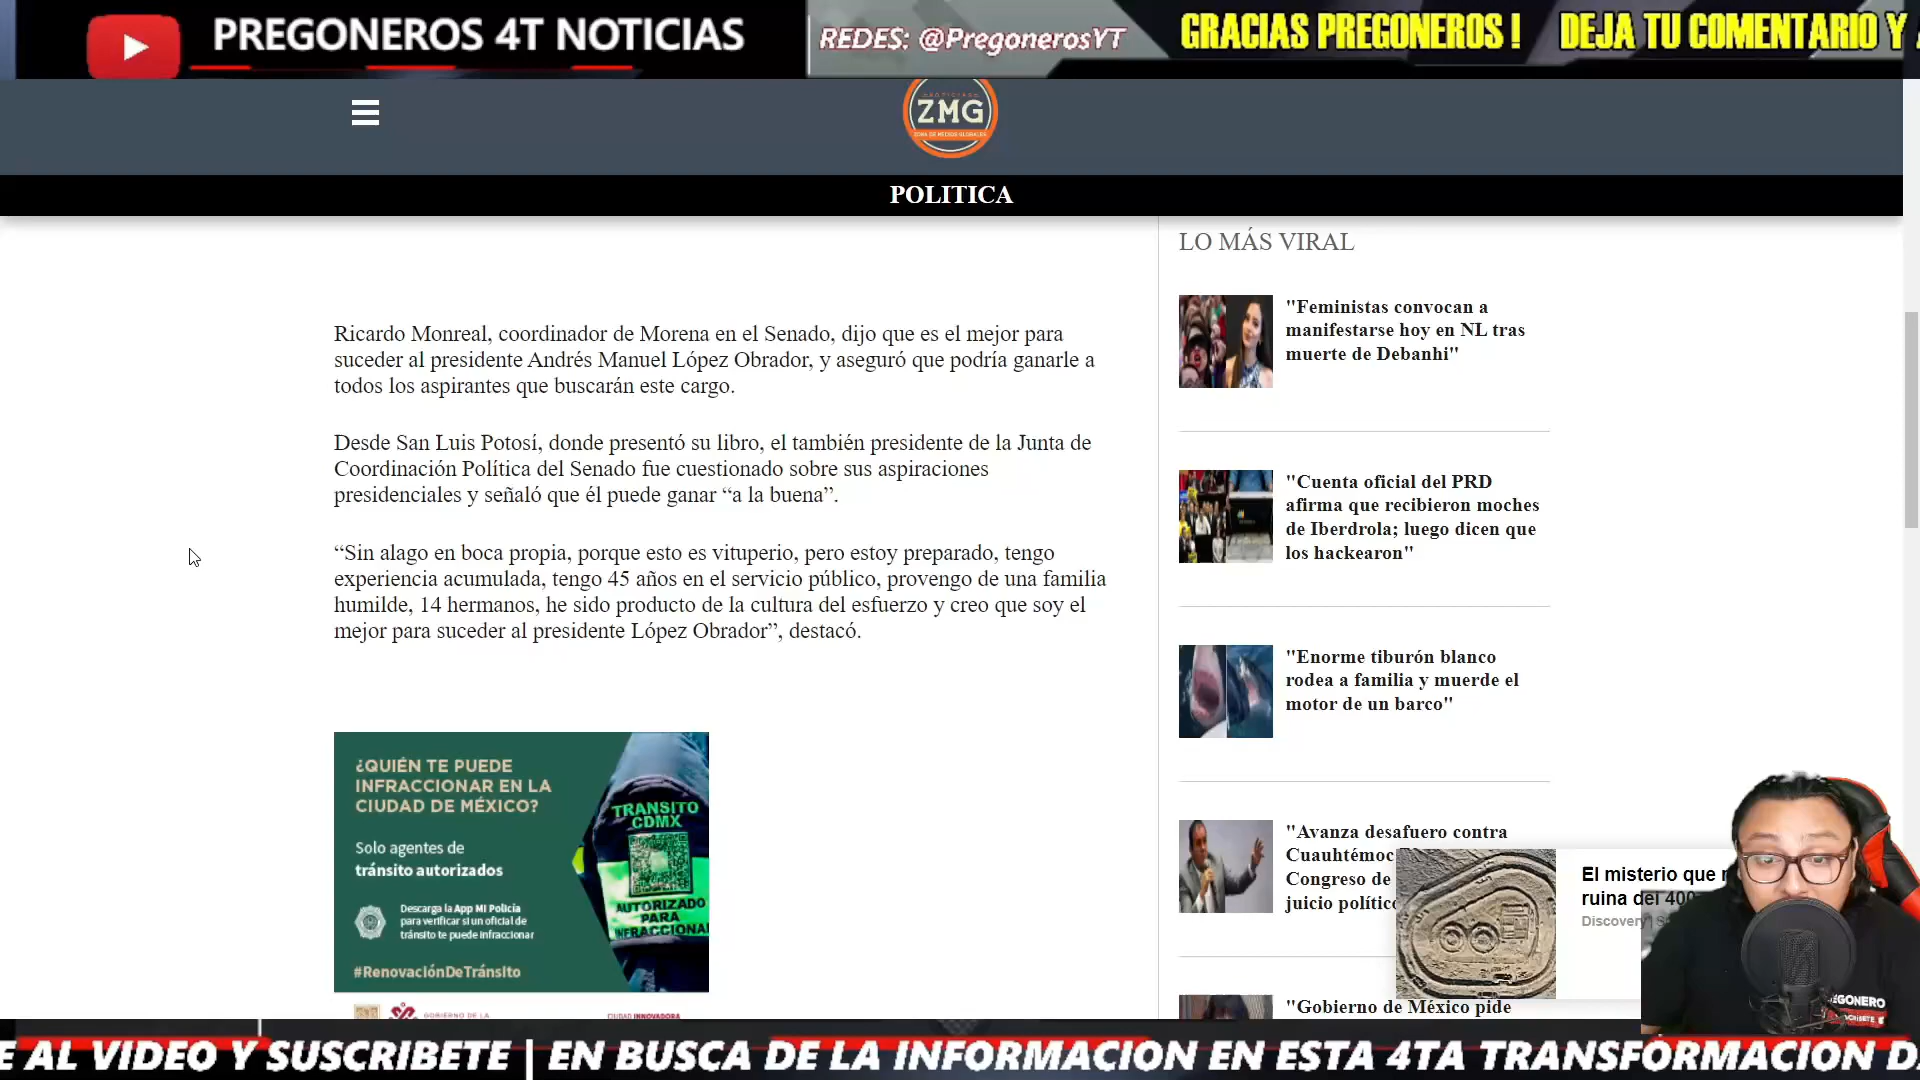 PREGONEROS 4T NOTICIAS
REDES: @PregonerosYT
GRACIAS PREGONEROS ! DEJA TU COMENTARIO Y
NOTICIAS
ZMG
ZONA DE MEDIOS GLOBALES
POLITICA
Ricardo Monreal, coordinador de Morena en el Senado, dijo que es el mejor para
suceder al presidente Andrés Manuel López Obrador, y aseguró que podría ganarle a
todos los aspirantes que buscarán este cargo.
Desde San Luis Potosí, donde presentó su libro, el también presidente de la Junta de
Coordinación Política del Senado fue cuestionado sobre sus aspiraciones
presidenciales y señaló que él puede ganar “a la buena”.
“Sin alago en boca propia, porque esto es vituperio, pero estoy preparado, tengo
experiencia acumulada, tengo 45 años en el servicio público, provengo de una familia
humilde, 14 hermanos, he sido producto de la cultura del esfuerzo y creo que soy el
mejor para suceder al presidente López Obrador”, destacó.
¿QUIÉN TE PUEDE
INFRACCIONAR EN LA
CIUDAD DE MÉXICO?
Solo agentes de
tránsito autorizados
Descarga la App Mi Policía
para verificar si un oficial de
tránsito te puede infraccionar
#RenovaciónDeTránsito
TRANSITO
CDMX
AUTORIZADO
PARA
INFRACCIONAR
GOBIERNO DE LA
CIUDAD INNOVADORA
LO MÁS VIRAL
"Feministas convocan a
manifestarse hoy en NL tras
muerte de Debanhi"
"Cuenta oficial del PRD
afirma que recibieron moches
de Iberdrola; luego dicen que
los hackearon"
"Enorme tiburón blanco
rodea a familia y muerde el
motor de un barco"
"Avanza desafuero contra
Cuauhtémoc
Congreso de
juicio político
"Gobierno de México pide
El misterio que
ruina del 400
Discovery |
PREGONERO
E AL VIDEO Y SUSCRIBETE | EN BUSCA DE LA INFORMACION EN ESTA 4TA TRANSFORMACION D